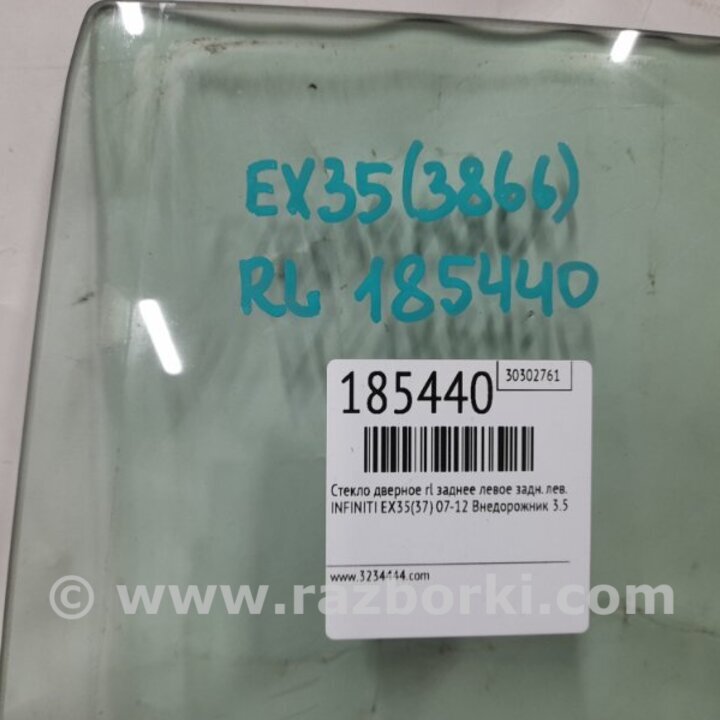 EX35(3866)
RL 185440
185440
30302761
Стекло дверное rl заднее левое задн. лев.
INFINITI EX35(37) 07-12 Внедорожник 3.5
www.3234444.com
© www.razborki.com